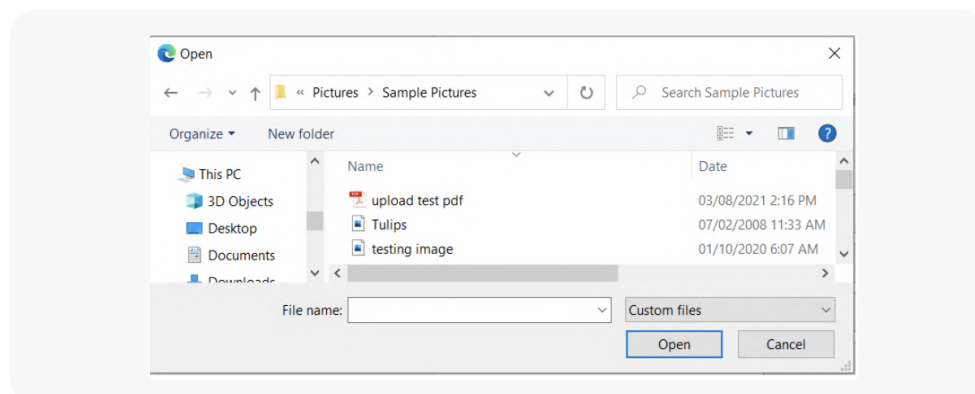 Open
« Pictures > Sample Pictures
Search Sample Pictures
Organize
New folder
This PC
3D Objects
Desktop
Documents
Downloads
Name
Date
upload test pdf
03/08/2021 2:16 PM
Tulips
07/02/2008 11:33 AM
testing image
01/10/2020 6:07 AM
File name:
Custom files
Open
Cancel